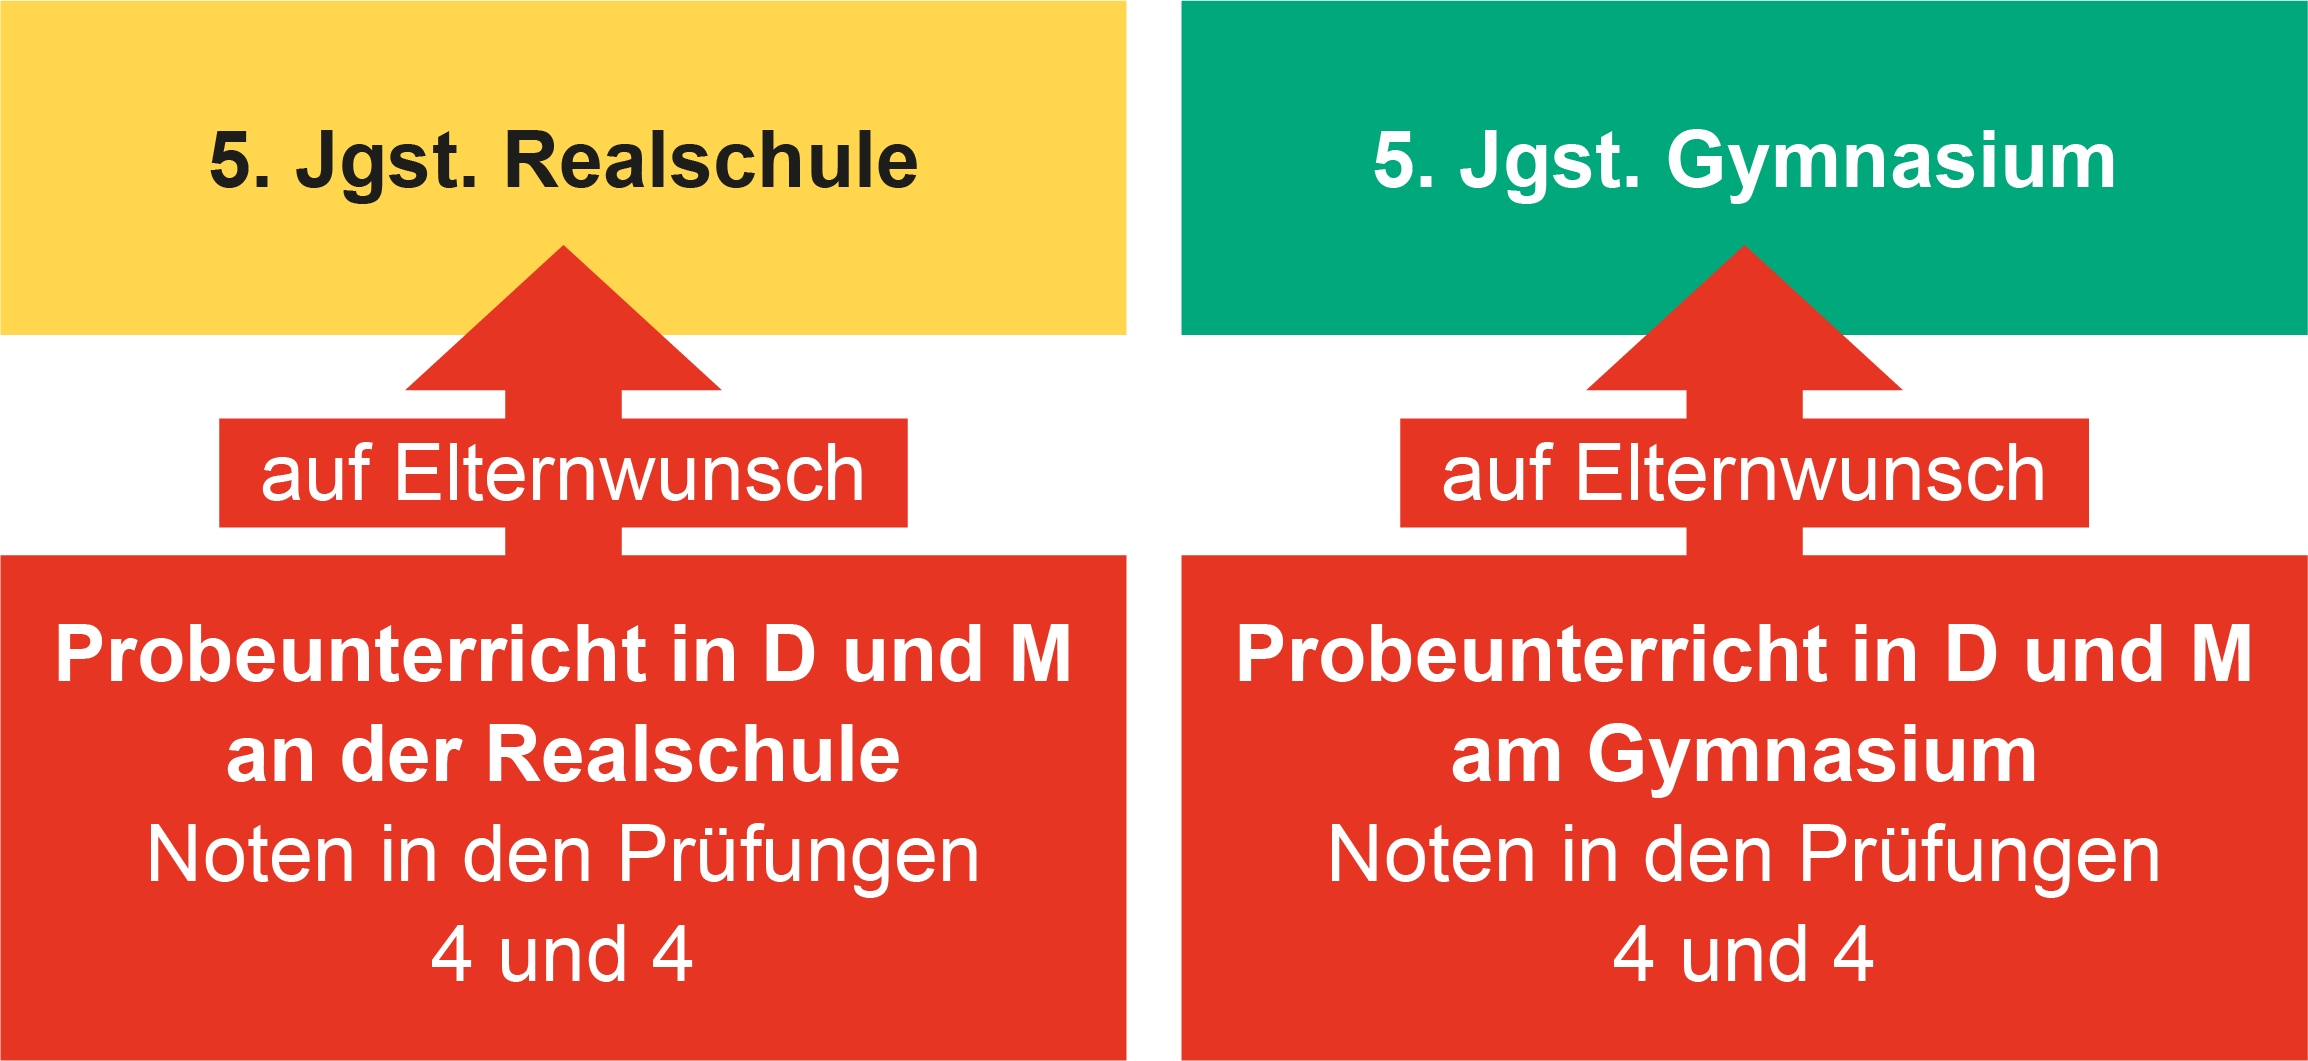 5. Jgst. Realschule
auf Elternwunsch
Probeunterricht in D und M
an der Realschule
Noten in den Prüfungen
4 und 4
5. Jgst. Gymnasium
auf Elternwunsch
Probeunterricht in D und M
am Gymnasium
Noten in den Prüfungen
4 und 4